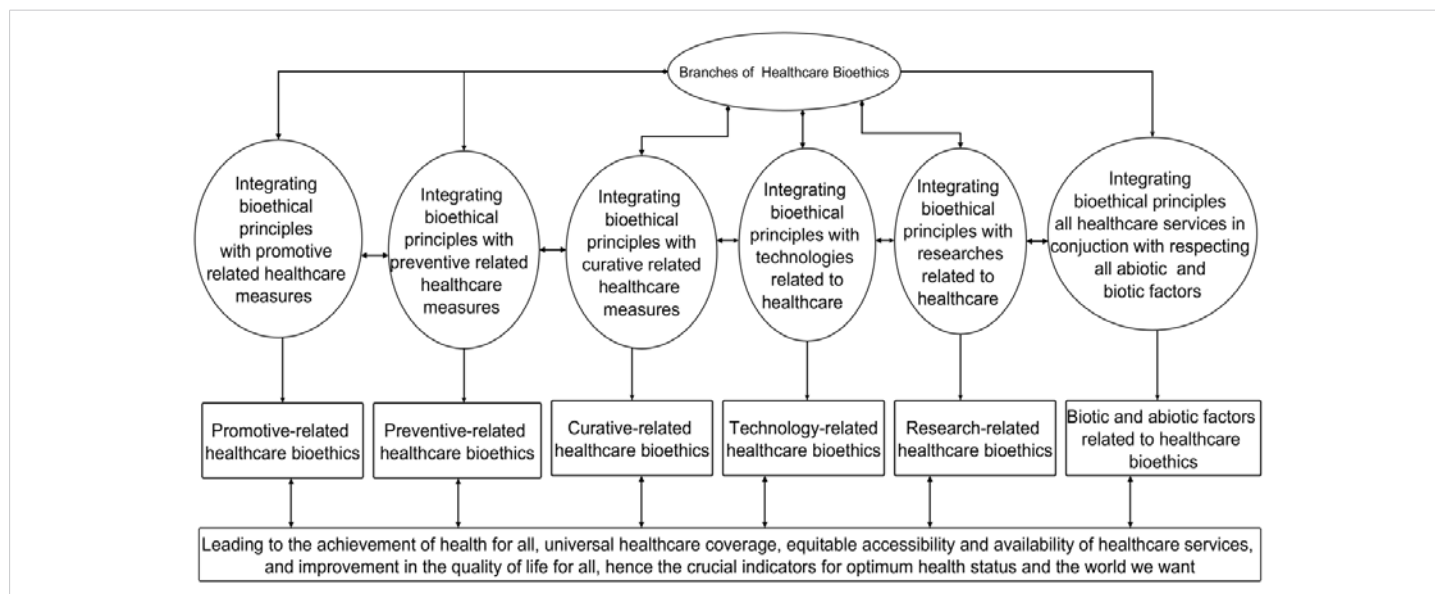 Branches of Healthcare Bioethics
Integrating
bioethical
principles
with promotive
related healthcare
measures
Integrating
bioethical
principles with
preventive related
healthcare
measures
Integrating
bioethical
principles with
curative related
healthcare
measures
Integrating
bioethical
principles with
technologies
related to
healthcare
Integrating
bioethical
principles with
researches
related to
healthcare
Integrating
bioethical principles
all healthcare services in
conjuction with respecting
all abiotic and
biotic factors
Promotive-related
healthcare bioethics
Preventive-related
healthcare bioethics
Curative-related
healthcare bioethics
Technology-related
healthcare bioethics
Research-related
healthcare bioethics
Biotic and abiotic factors
related to healthcare
bioethics
Leading to the achievement of health for all, universal healthcare coverage, equitable accessibility and availability of healthcare services,
and improvement in the quality of life for all, hence the crucial indicators for optimum health status and the world we want